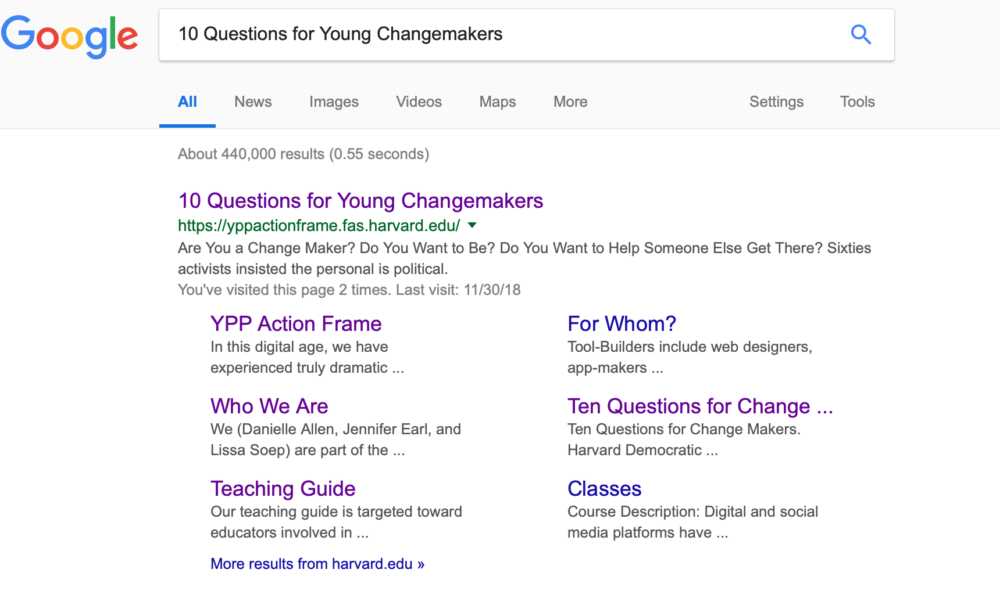 Google
10 Questions for Young Changemakers
All News Images Videos Maps More Settings Tools
About 440,000 results (0.55 seconds)
10 Questions for Young Changemakers
https://yppactionframe.fas.harvard.edu/
Are You a Change Maker? Do You Want to Be? Do You Want to Help Someone Else Get There? Sixties
activists insisted the personal is political.
You've visited this page 2 times. Last visit: 11/30/18
YPP Action Frame
In this digital age, we have
experienced truly dramatic ...
For Whom?
Tool-Builders include web designers,
app-makers ...
Who We Are
We (Danielle Allen, Jennifer Earl, and
Lissa Soep) are part of the ...
Ten Questions for Change ...
Ten Questions for Change Makers.
Harvard Democratic ...
Teaching Guide
Our teaching guide is targeted toward
educators involved in ...
Classes
Course Description: Digital and social
media platforms have ...
More results from harvard.edu »